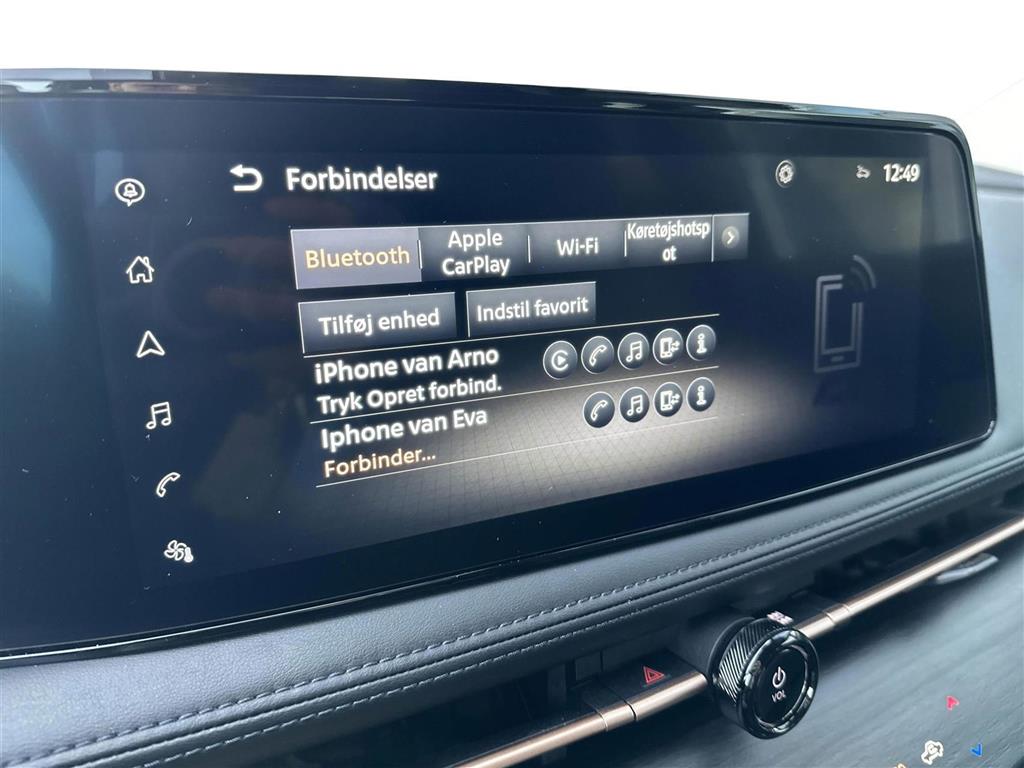 Forbindelser
12:49
Bluetooth
Apple
CarPlay
Wi-Fi
Køretøjshotsp
ot
Tilføj enhed
Indstil favorit
iPhone van Arno
Tryk Opret forbind.
Iphone van Eva
Forbinder...
VOL